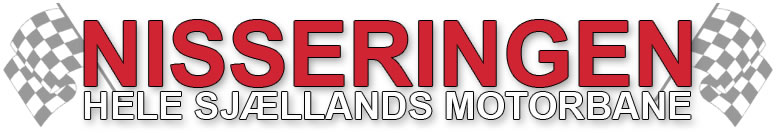 NISSERINGEN
HELE SJÆLLANDS MOTORBANE